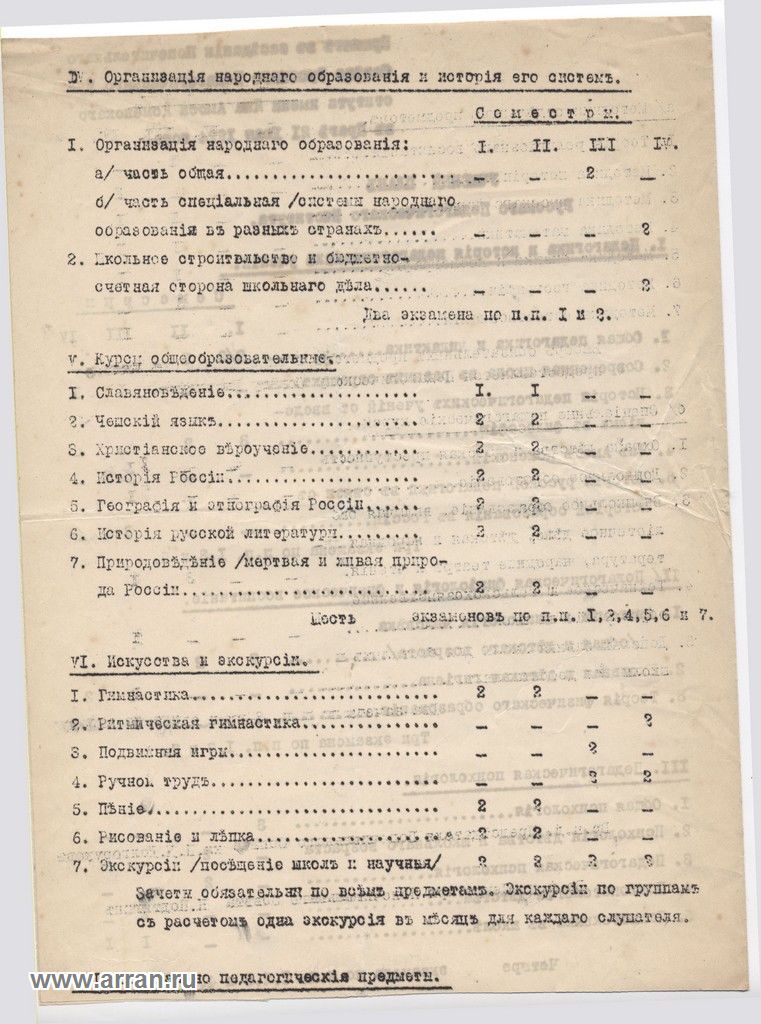 IV. Организація народнаго образованія и исторія его системъ.
Семестры.
I. Организація народнаго образованія: I. II. III IV.
а/ часть общая........................ _ _ 2 _
б/ часть спеціальная /системы народнаго
образованія въ разныхъ странахъ...... _ _ _ 2
2. Школьное строительство и бюджетно-
счетная сторона школьнаго дѣла...... _ _ _ 2
Два экзамена по п.п. I и 2.
V. Курсы общеобразовательные.
I. Славяновѣденіе.................... I. I _ _
2. Чешскій языкъ..................... 2 2 _ _
3. Христіанское вѣроученіе........... 2 2 _ _
4. Исторія Россіи.................... 2 2 _ _
5. Географія и этнографія Россіи..... 2 2 _ _
6. Исторія русской литературы........ 2 2 _ _
7. Природовѣдѣніе /мертвая и живая приро-
да Россіи............................ 2 2 _ _
Шесть экзаменовъ по п.п. I,2,4,5,6 и 7.
VI. Искусства и экскурсіи.
I. Гимнастика........................ 2 2 _ _
2. Ритмическая гимнастика............ _ _ _ 2
3. Подвижныя игры.................... _ _ 2 _
4. Ручной трудъ...................... _ _ 2 2
5. Пѣніе............................. 2 2 _ _
6. Рисованіе и лѣпка................. 2 2 _ _
7. Экскурсіи /посѣщеніе школъ и научныя/ 2 2 2 2
Зачеты обязательны по всѣмъ предметамъ. Экскурсіи по группамъ
съ расчетомъ одна экскурсія въ мѣсяцъ для каждаго слушателя.
но педагогическіе предметы.
www.arran.ru